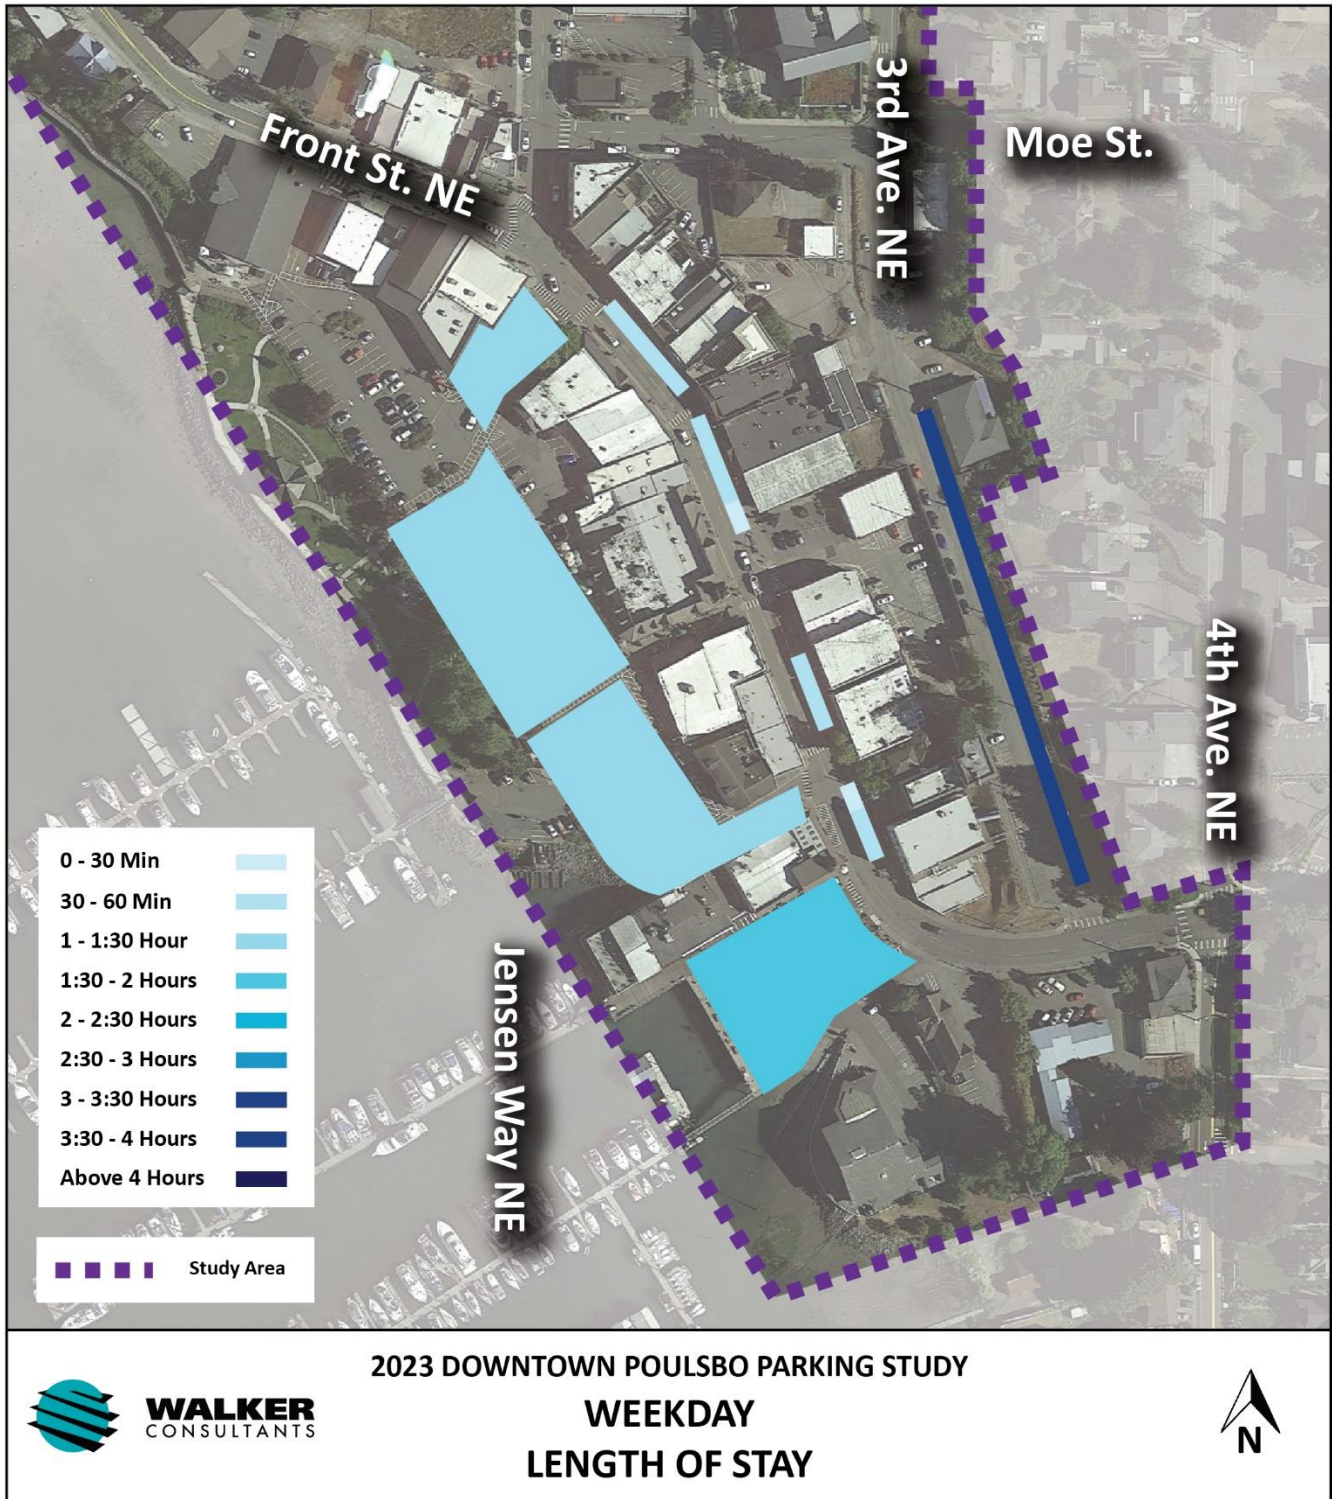 3rd Ave. NE
Moe St.
Front St. NE
4th Ave. NE
Jensen Way NE
0 - 30 Min
30 - 60 Min
1 - 1:30 Hour
1:30 - 2 Hours
2 - 2:30 Hours
2:30 - 3 Hours
3 - 3:30 Hours
3:30 - 4 Hours
Above 4 Hours
Study Area
2023 DOWNTOWN POULSBO PARKING STUDY
WEEKDAY
LENGTH OF STAY
WALKER
CONSULTANTS
N